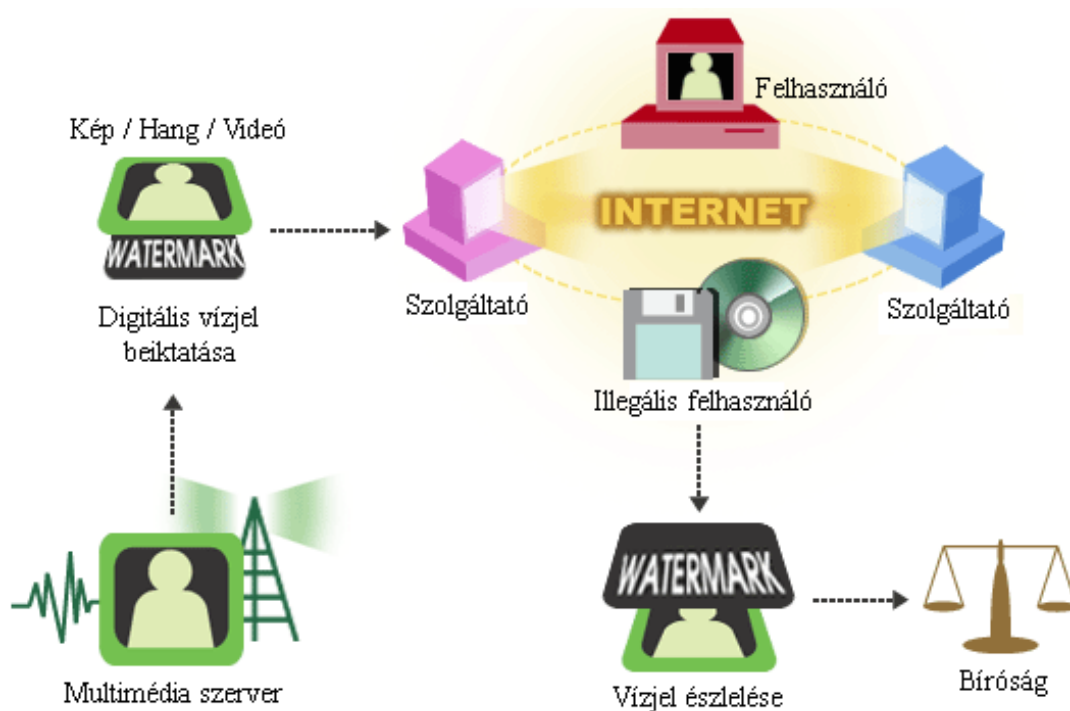 Felhasználó
Kép / Hang / Videó
WATERMARK
INTERNET
Szolgáltató
Szolgáltató
Digitális vízjel
beiktatása
Illegális felhasználó
WATERMARK
Multimédia szerver
Vízjel észlelése
Bíróság